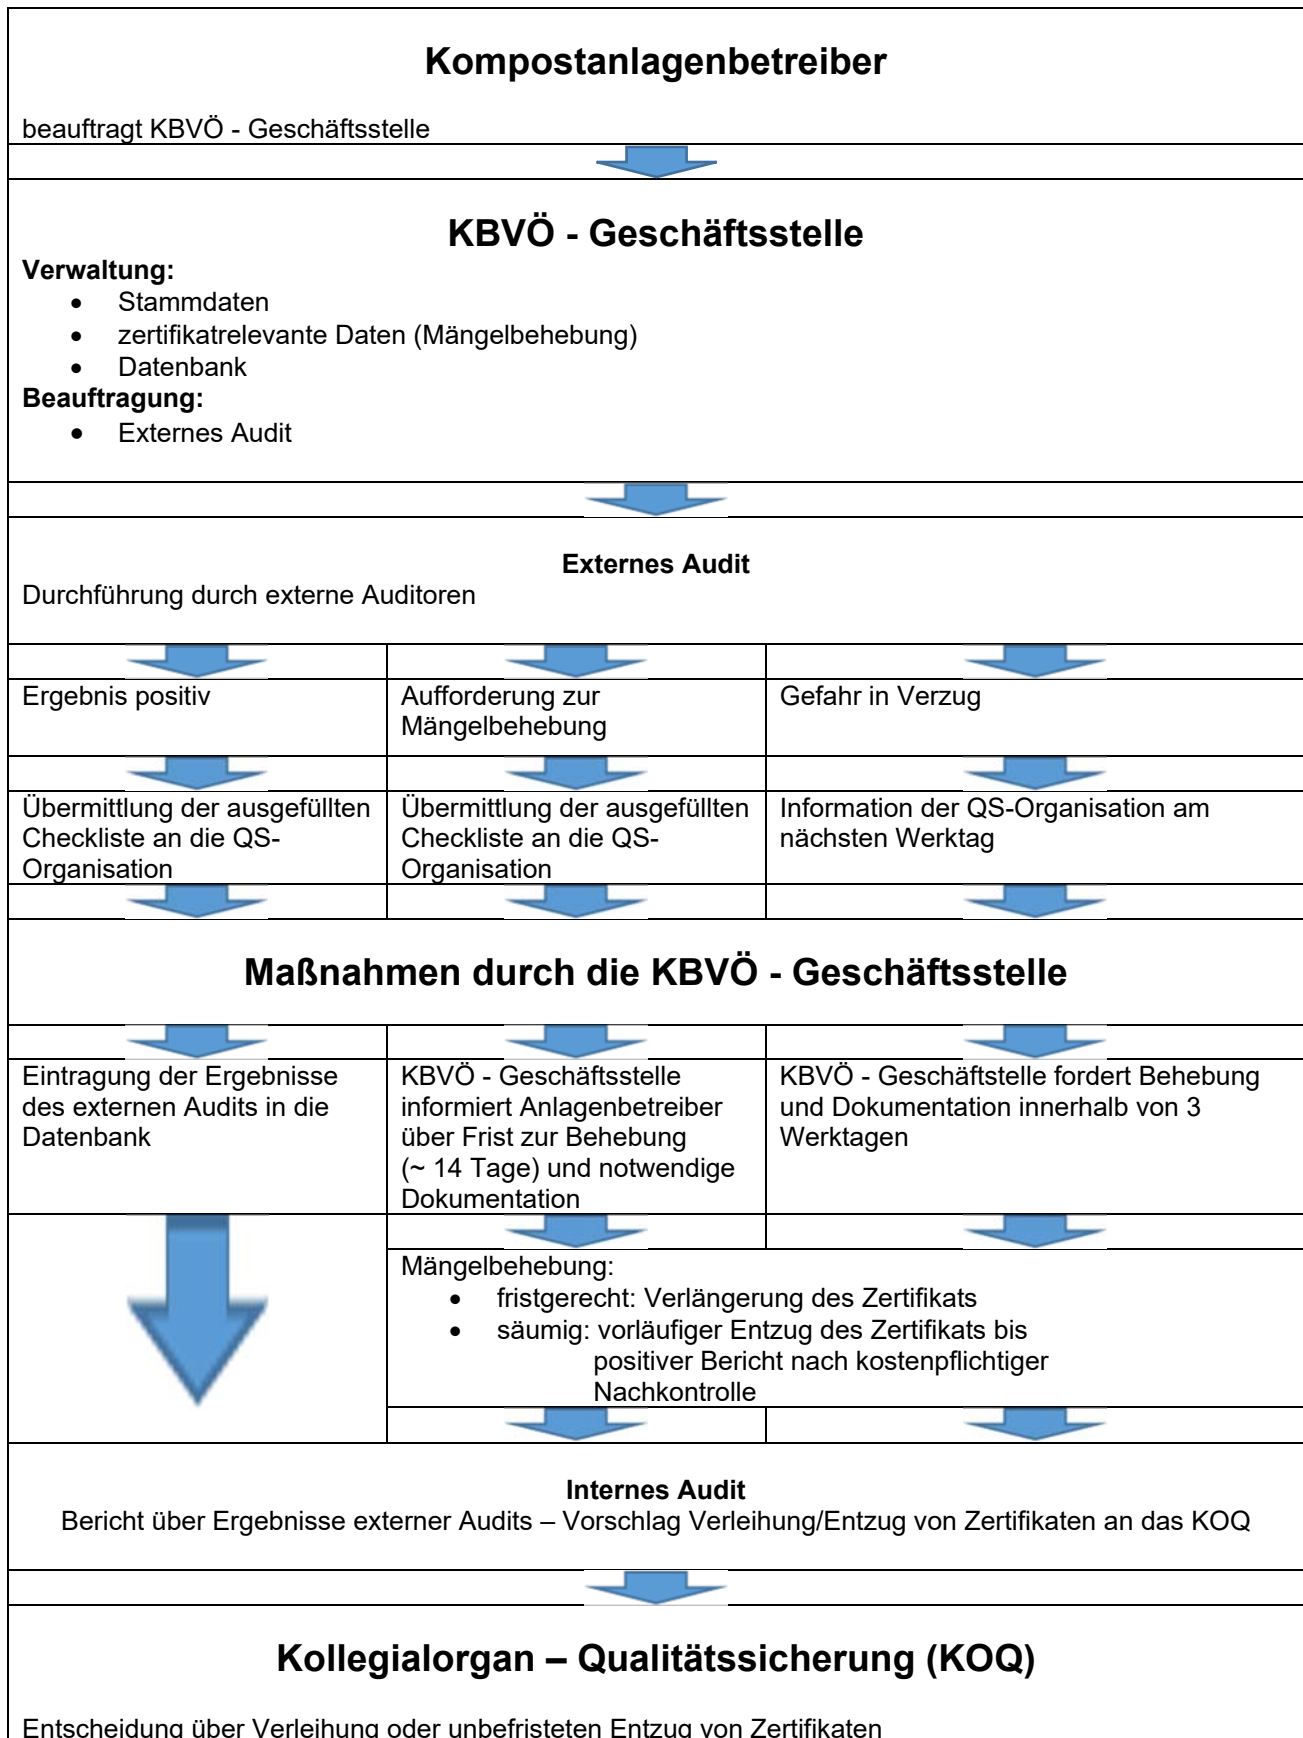 Kompostanlagenbetreiber
beauftragt KBVÖ - Geschäftsstelle
KBVÖ - Geschäftsstelle
Verwaltung:
• Stammdaten
• zertifikatrelevante Daten (Mängelbehebung)
• Datenbank
Beauftragung:
• Externes Audit
Externes Audit
Durchführung durch externe Auditoren
Ergebnis positiv
Aufforderung zur
Mängelbehebung
Gefahr in Verzug
Übermittlung der ausgefüllten
Checkliste an die QS-
Organisation
Übermittlung der ausgefüllten
Checkliste an die QS-
Organisation
Information der QS-Organisation am
nächsten Werktag
Maßnahmen durch die KBVÖ - Geschäftsstelle
Eintragung der Ergebnisse
des externen Audits in die
Datenbank
KBVÖ - Geschäftsstelle
informiert Anlagenbetreiber
über Frist zur Behebung
(~ 14 Tage) und notwendige
Dokumentation
KBVÖ - Geschäftstelle fordert Behebung
und Dokumentation innerhalb von 3
Werktagen
Mängelbehebung:
• fristgerecht: Verlängerung des Zertifikats
• säumig: vorläufiger Entzug des Zertifikats bis
positiver Bericht nach kostenpflichtiger
Nachkontrolle
Internes Audit
Bericht über Ergebnisse externer Audits – Vorschlag Verleihung/Entzug von Zertifikaten an das KOQ
Kollegialorgan – Qualitätssicherung (KOQ)
Entscheidung über Verleihung oder unbefristeten Entzug von Zertifikaten